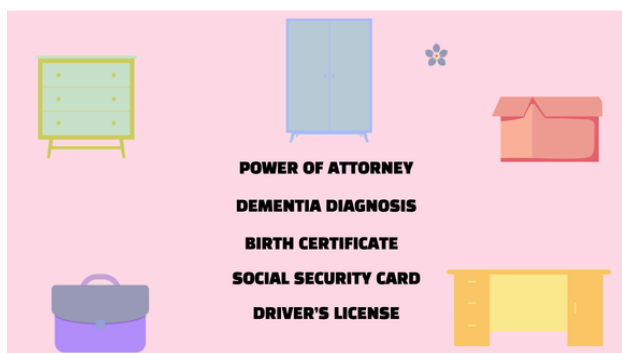 POWER OF ATTORNEY
DEMENTIA DIAGNOSIS
BIRTH CERTIFICATE
SOCIAL SECURITY CARD
DRIVER'S LICENSE